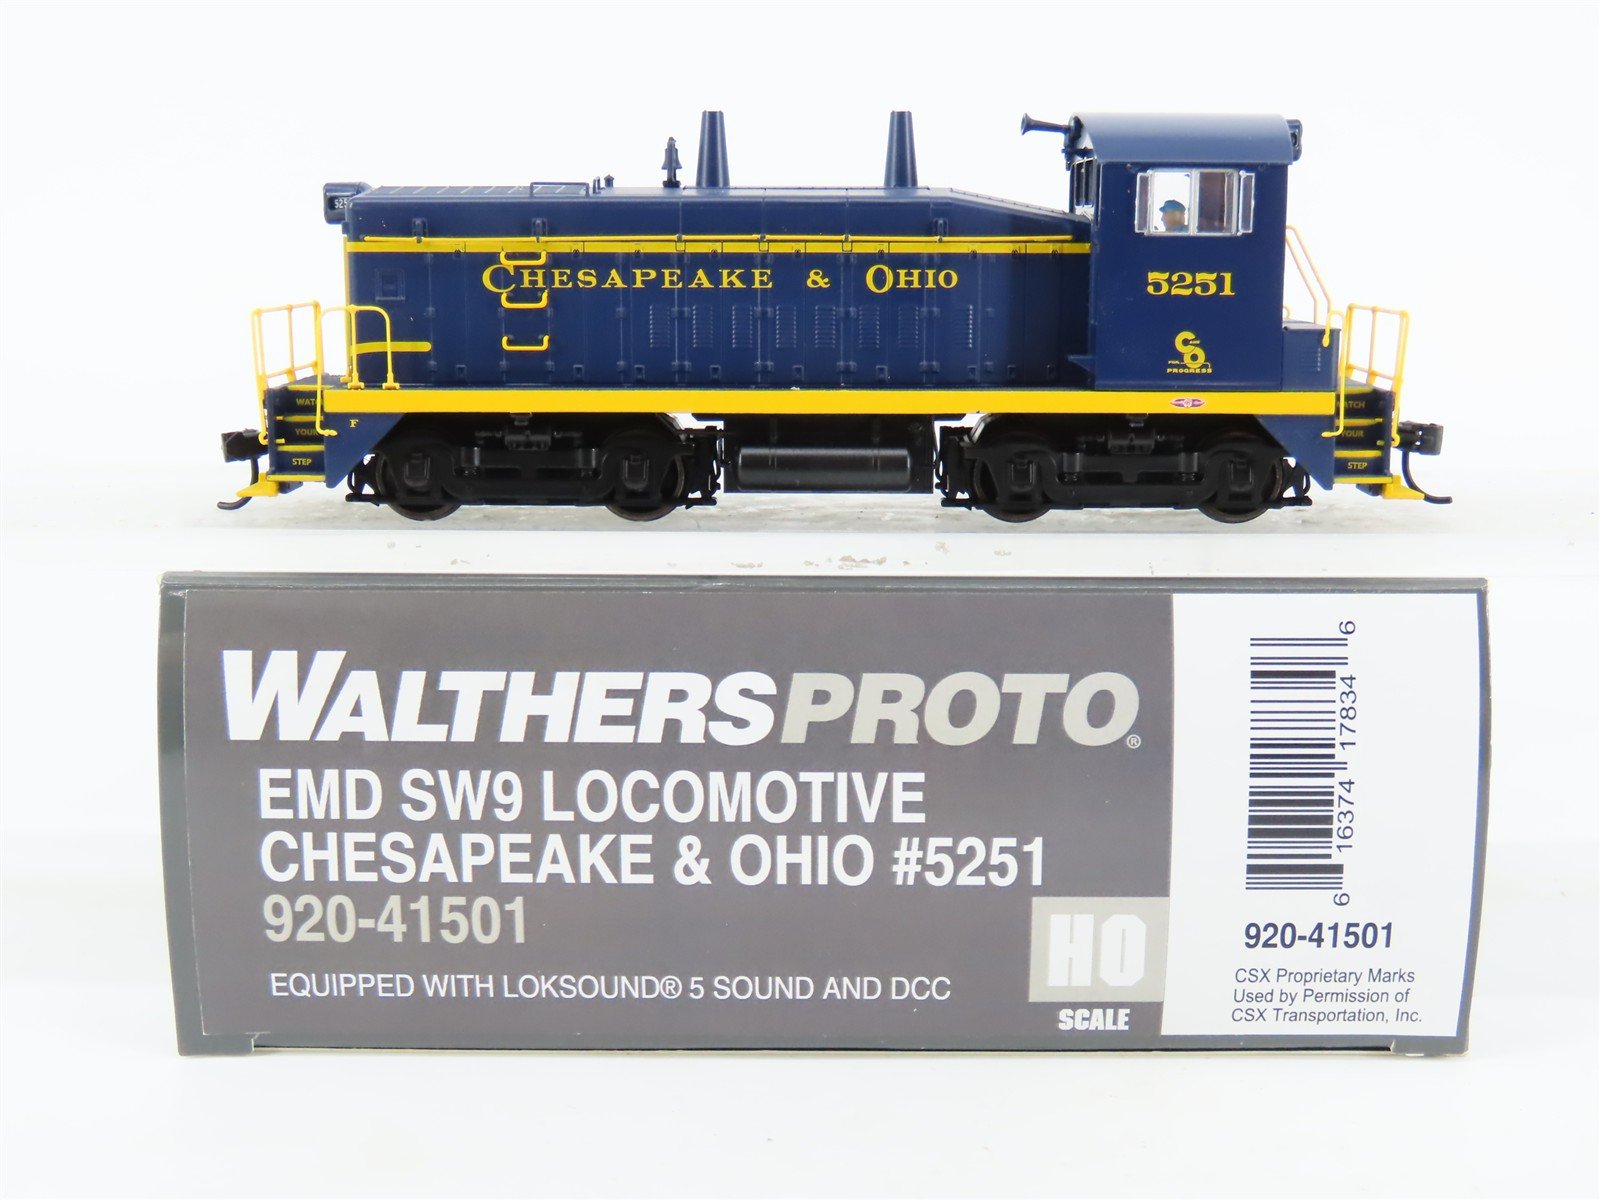 525
CHESAPEAKE & OHIO
5251
C AND O
FOR PROGRESS
WATCH
YOUR
STEP
F
WATCH
YOUR
STEP
WALTHERSPROTO®
EMD SW9 LOCOMOTIVE
CHESAPEAKE & OHIO #5251
920-41501
EQUIPPED WITH LOKSOUND® 5 SOUND AND DCC
HO
SCALE
6 16374 17834 6
920-41501
CSX Proprietary Marks
Used by Permission of
CSX Transportation, Inc.